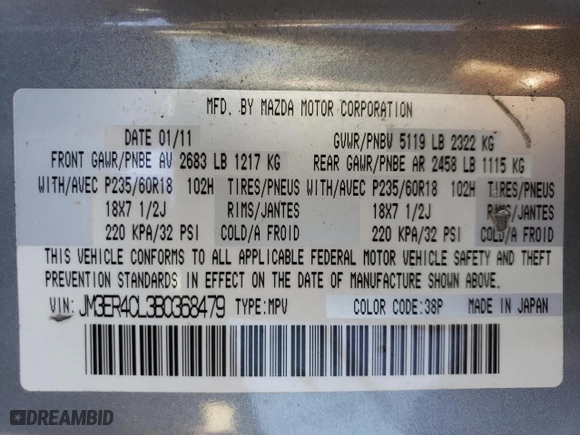 MFD. BY MAZDA MOTOR CORPORATION
DATE 01/11 GVWR/PNBV 5119 LB 2322 KG
FRONT GAWR/PNBE AV 2683 LB 1217 KG REAR GAWR/PNBE AR 2458 LB 1115 KG
WITH/AVEC P235/60R18 102H TIRES/PNEUS WITH/AVEC P235/60R18 102H TIRES/PNEUS
18X7 1/2J RIMS/JANTES 18X7 1/2J RIMS/JANTES
220 KPA/32 PSI COLD/A FROID 220 KPA/32 PSI COLD/A FROID
THIS VEHICLE CONFORMS TO ALL APPLICABLE FEDERAL MOTOR VEHICLE SAFETY AND THEFT
PREVENTION STANDARDS IN EFFECT ON THE DATE OF MANUFACTURE SHOWN ABOVE.
VIN: JM3ER4CL3BC368479 TYPE:MPV COLOR CODE:38P MADE IN JAPAN
DREAMBID